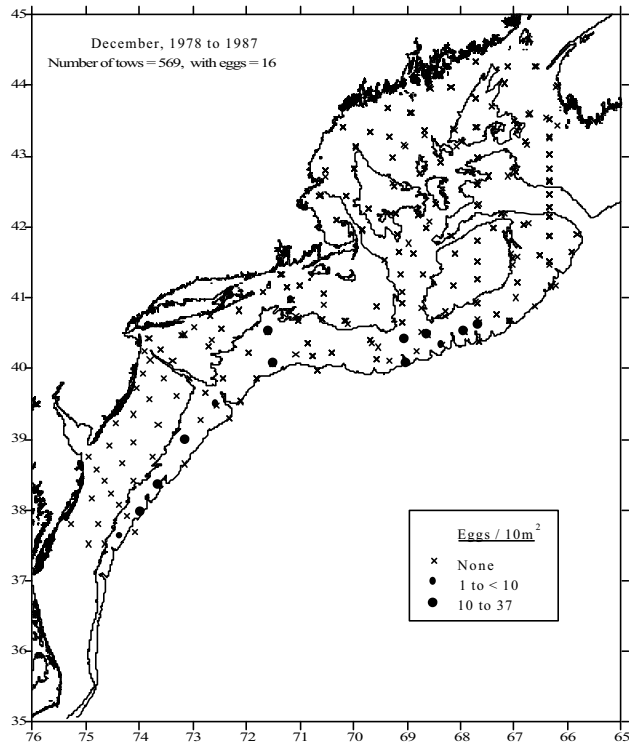 December, 1978 to 1987
Number of tows = 569, with eggs = 16
45
44
43
42
41
40
39
38
37
36
35
Eggs / 10m²
None
1 to < 10
10 to 37
76 75 74 73 72 71 70 69 68 67 66 65